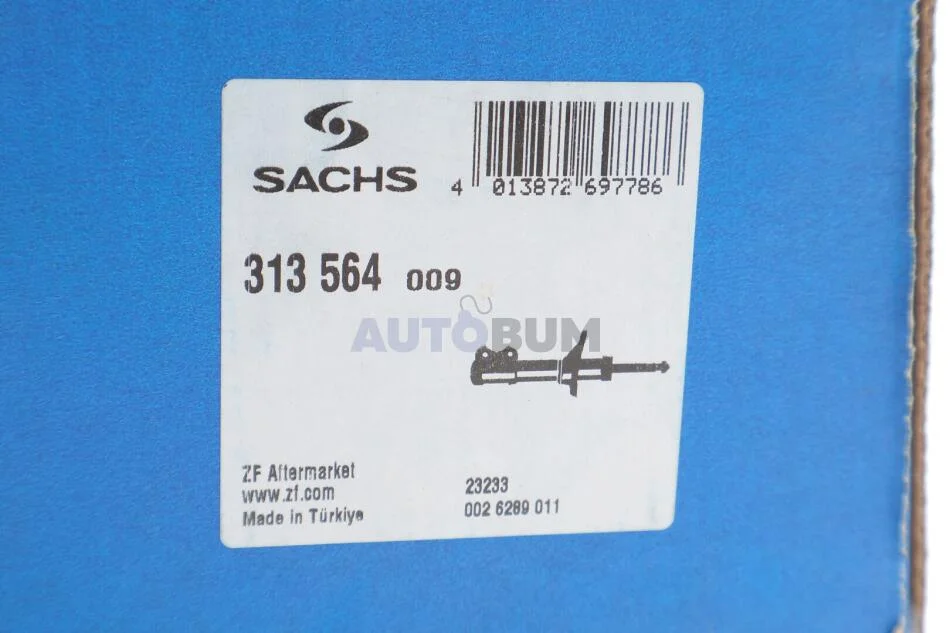 SACHS
4 013872 697786
313 564 009
AUTOBUM
ZF Aftermarket
www.zf.com
Made in Türkiye
23233
002 6289 011